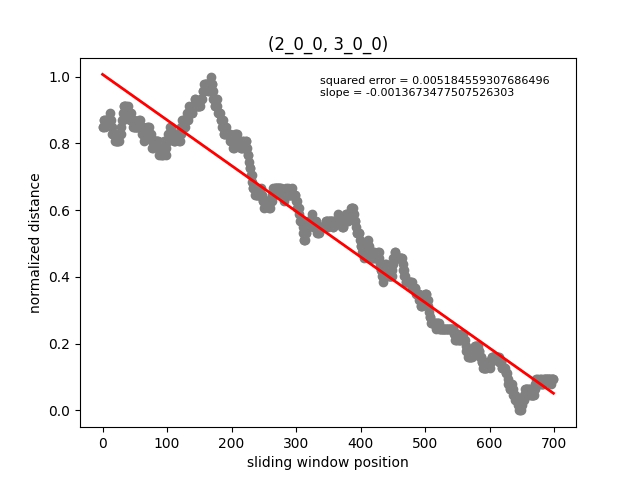 (2_0_0, 3_0_0)
squared error = 0.005184559307686496
slope = -0.0013673477507526303
normalized distance
1.0
0.8
0.6
0.4
0.2
0.0
0 100 200 300 400 500 600 700
sliding window position